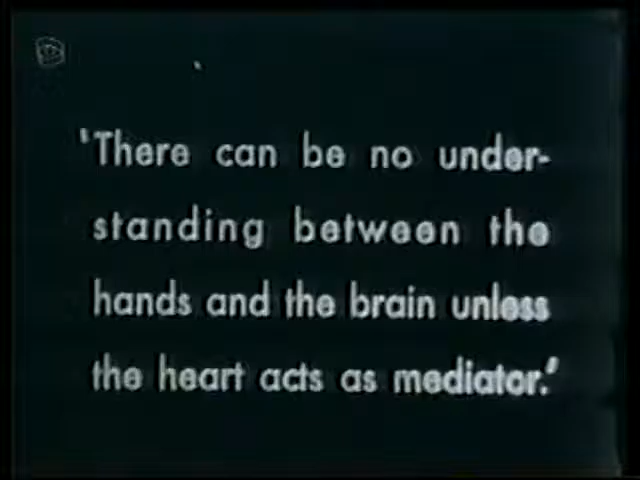 'There can be no under-
standing between the
hands and the brain unless
the heart acts as mediator.'